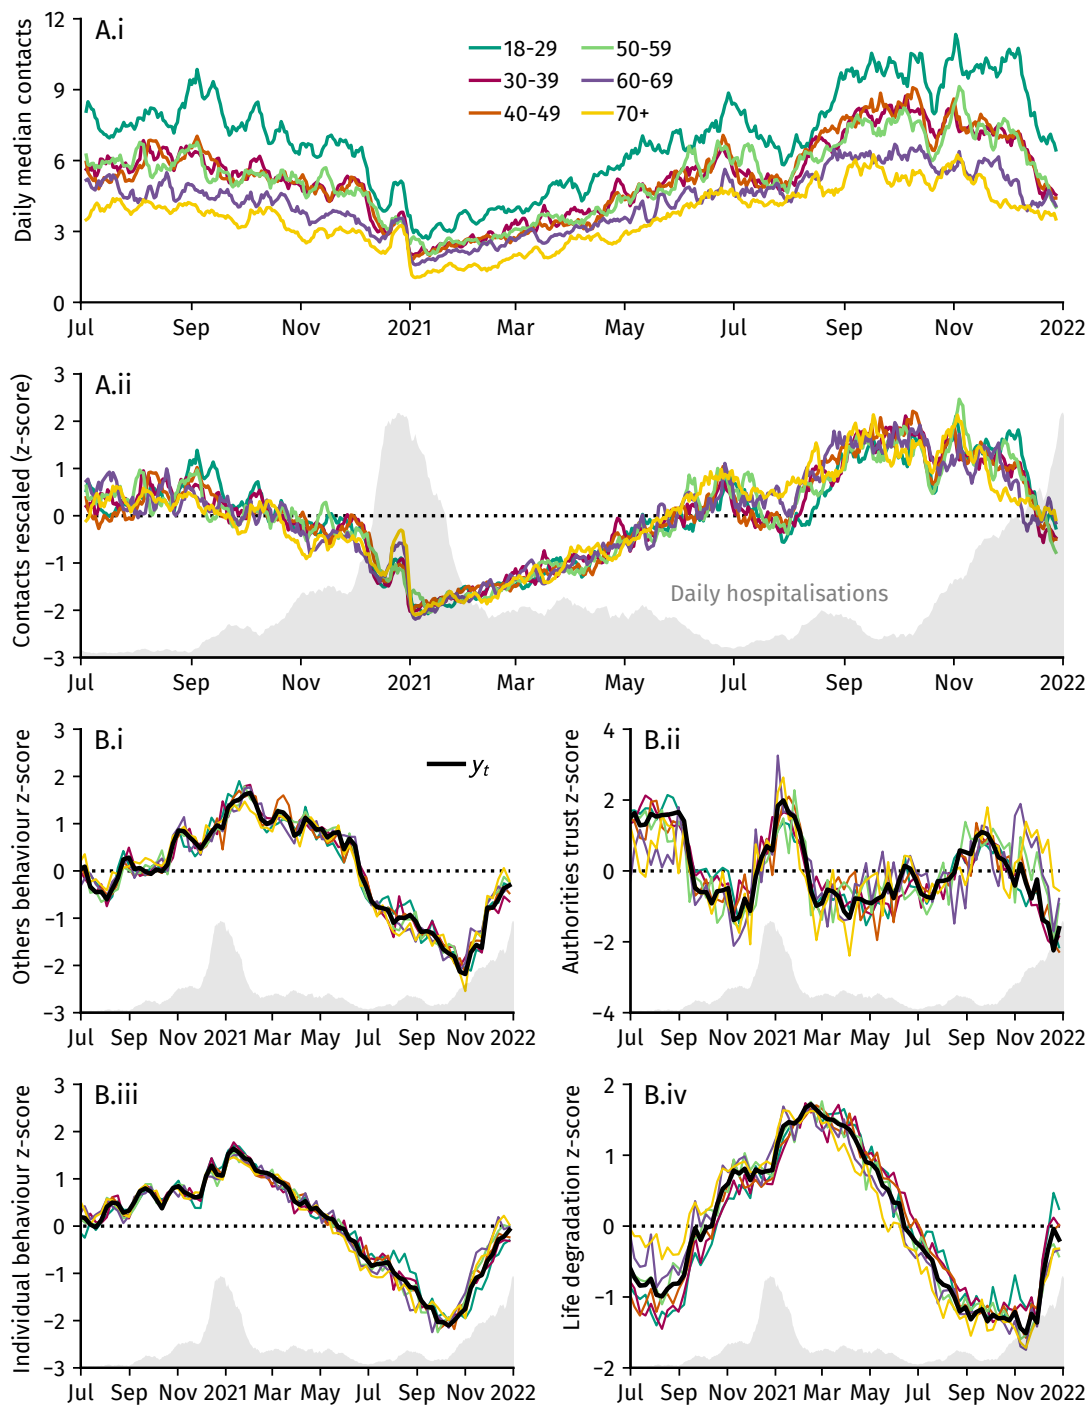 A.i
Daily median contacts
12
9
6
3
0
18-29
30-39
40-49
50-59
60-69
70+
Jul Sep Nov 2021 Mar May Jul Sep Nov 2022
A.ii
Contacts rescaled (z-score)
3
2
1
0
−1
−2
−3
Daily hospitalisations
Jul Sep Nov 2021 Mar May Jul Sep Nov 2022
B.i
Others behaviour z-score
3
2
1
0
−1
−2
−3
yt
Jul Sep Nov 2021 Mar May Jul Sep Nov 2022
B.ii
Authorities trust z-score
4
2
0
−2
−4
Jul Sep Nov 2021 Mar May Jul Sep Nov 2022
B.iii
Individual behaviour z-score
3
2
1
0
−1
−2
−3
Jul Sep Nov 2021 Mar May Jul Sep Nov 2022
B.iv
Life degradation z-score
2
1
0
−1
−2
Jul Sep Nov 2021 Mar May Jul Sep Nov 2022